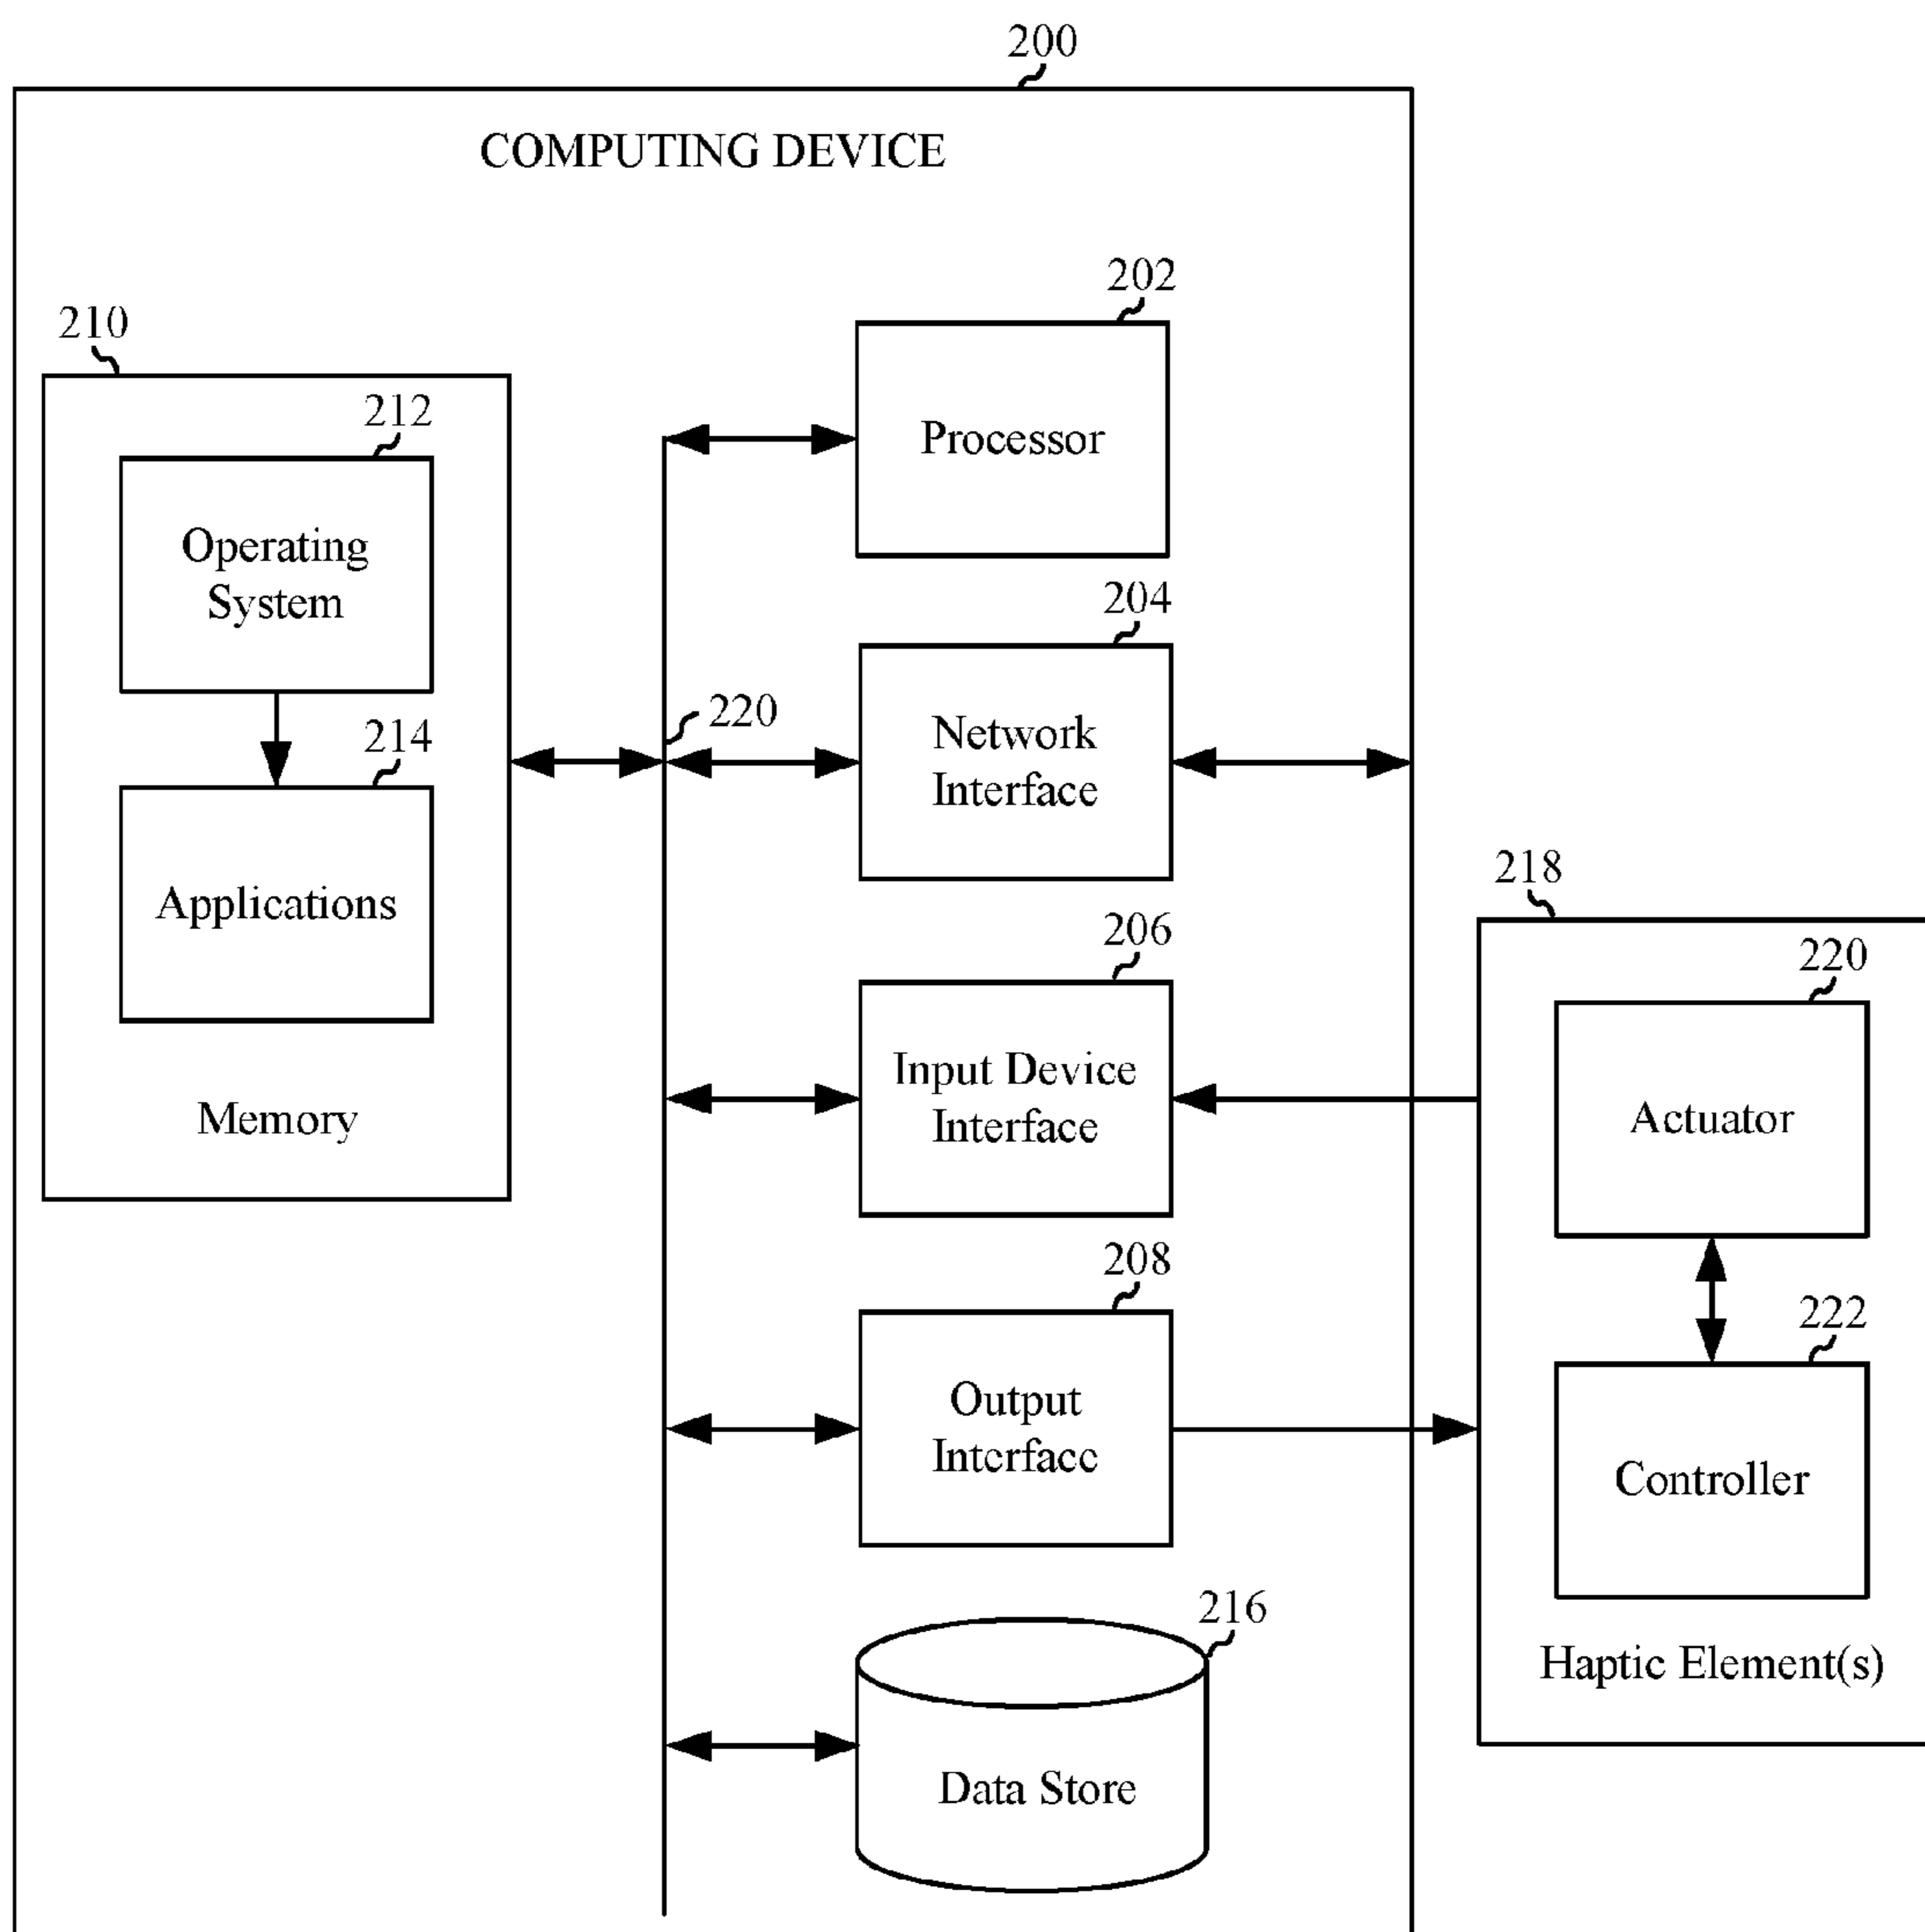 200
COMPUTING DEVICE
202
210
212
Processor
Operating
System
204
220
214
Network
Interface
Applications
218
206
220
Input Device
Interface
Memory
Actuator
208
222
Output
Interface
Controller
216
Haptic Element(s)
Data Store